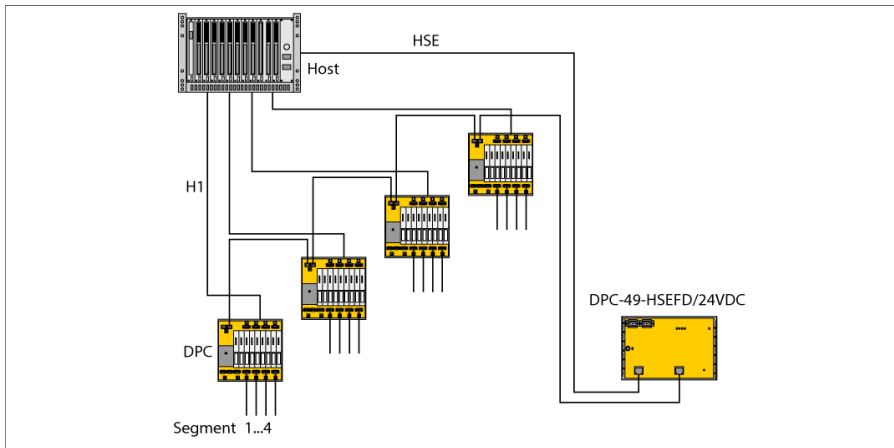 HSE
Host
H1
DPC-49-HSEFD/24VDC
DPC
Segment 1...4